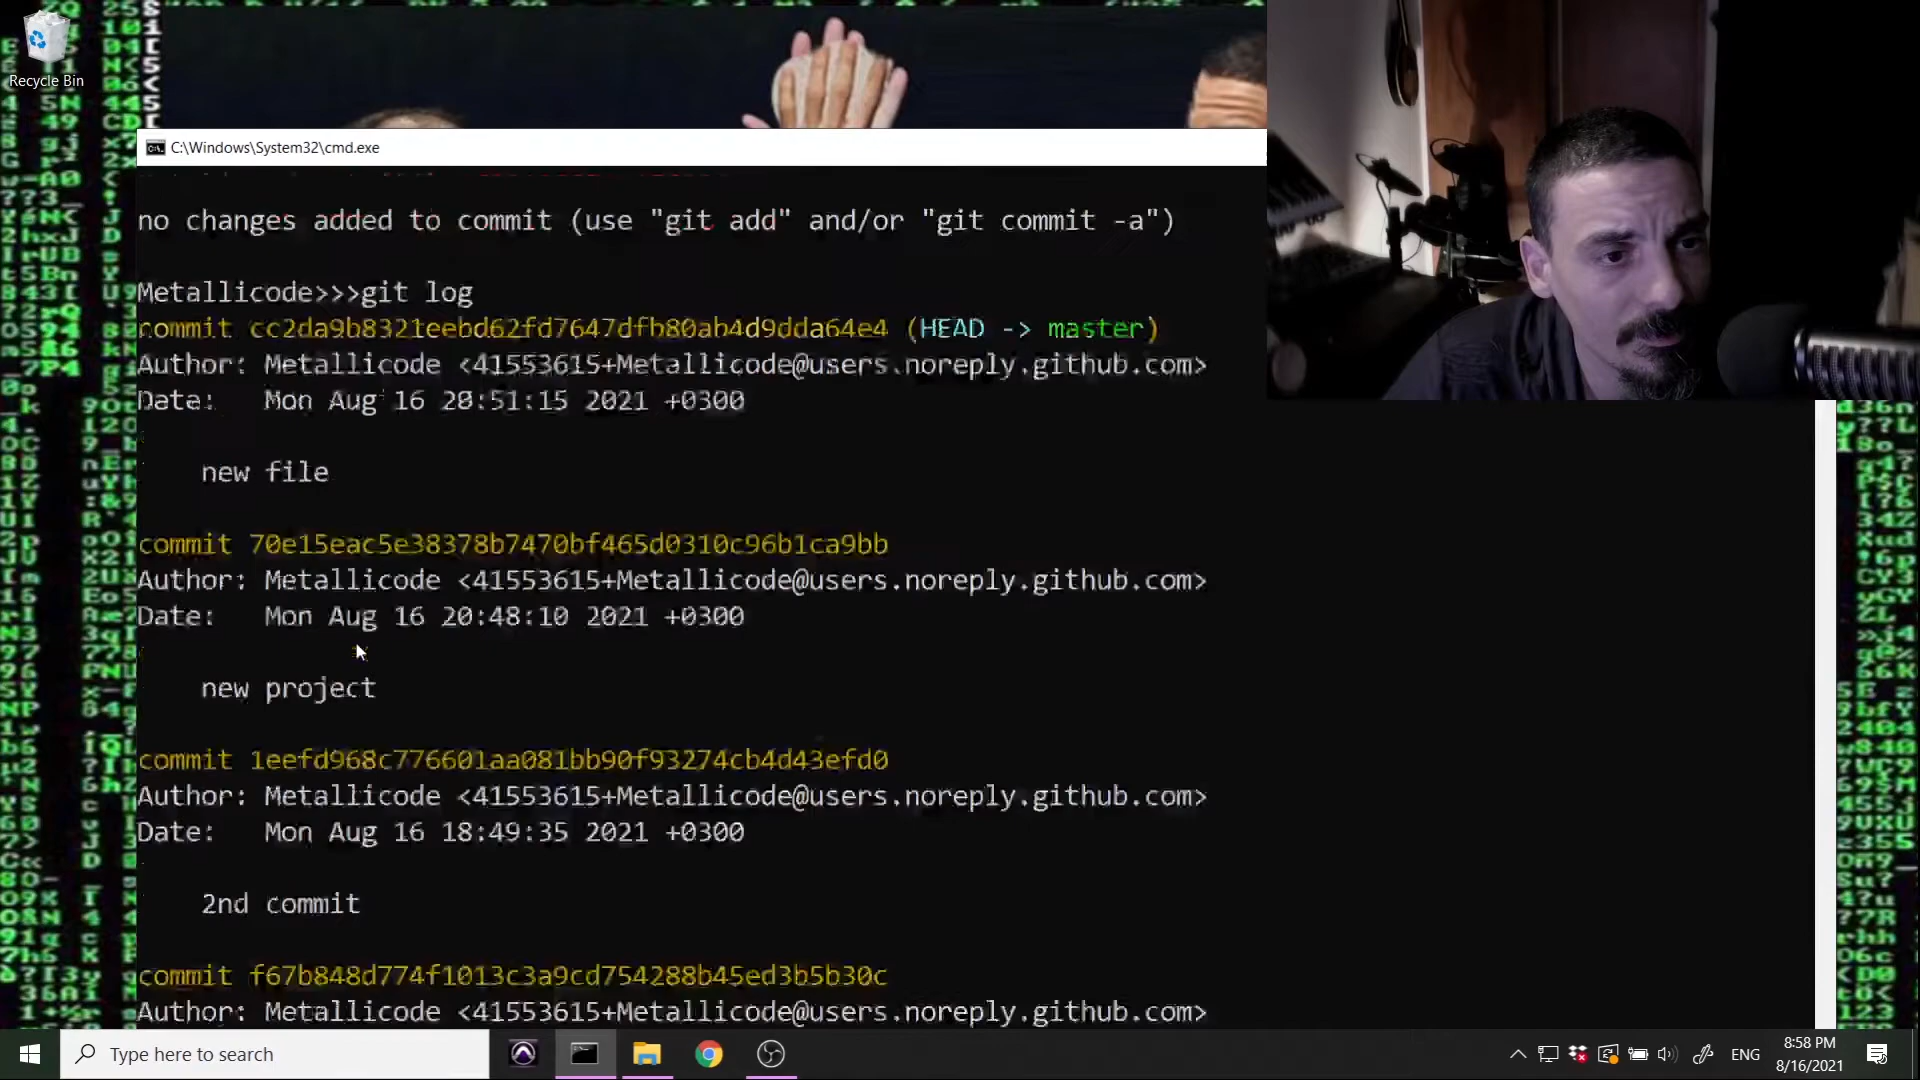 Recycle Bin
C:\Windows\System32\cmd.exe
no changes added to commit (use "git add" and/or "git commit -a")
Metallicode>>>git log
commit cc2da9b8321eebd62fd7647dfb80ab4d9dda64e4 (HEAD -> master)
Author: Metallicode <41553615+Metallicode@users.noreply.github.com>
Date:   Mon Aug 16 20:51:15 2021 +0300
new file
commit 70e15eac5e38378b7470bf465d0310c96b1ca9bb
Author: Metallicode <41553615+Metallicode@users.noreply.github.com>
Date:   Mon Aug 16 20:48:10 2021 +0300
new project
commit 1eefd968c776601aa081bb90f93274cb4d43efd0
Author: Metallicode <41553615+Metallicode@users.noreply.github.com>
Date:   Mon Aug 16 18:49:35 2021 +0300
2nd commit
commit f67b848d774f1013c3a9cd754288b45ed3b5b30c
Author: Metallicode <41553615+Metallicode@users.noreply.github.com>
Type here to search
ENG
8:58 PM
8/16/2021